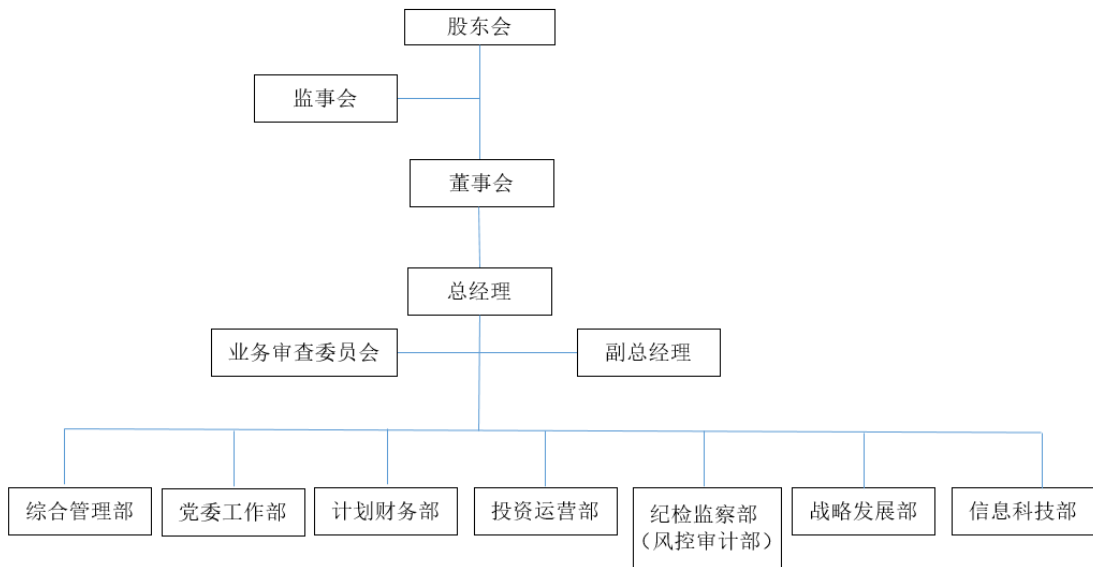 股东会
监事会
董事会
总经理
业务审查委员会
副总经理
综合管理部
党委工作部
计划财务部
投资运营部
纪检监察部
（风控审计部）
战略发展部
信息科技部